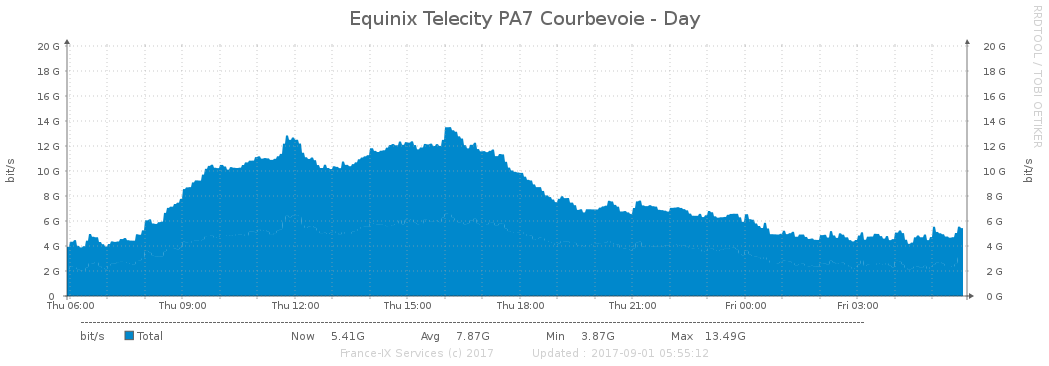 Equinix Telecity PA7 Courbevoie - Day
RRDTOOL / TOBI OETIKER
bit/s
bit/s
20 G 20 G
18 G 18 G
16 G 16 G
14 G 14 G
12 G 12 G
10 G 10 G
8 G 8 G
6 G 6 G
4 G 4 G
2 G 2 G
0 0 G
Thu 06:00 Thu 09:00 Thu 12:00 Thu 15:00 Thu 18:00 Thu 21:00 Fri 00:00 Fri 03:00
bit/s Total Now 5.41G Avg 7.87G Min 3.87G Max 13.49G
France-IX Services (c) 2017 Updated : 2017-09-01 05:55:12